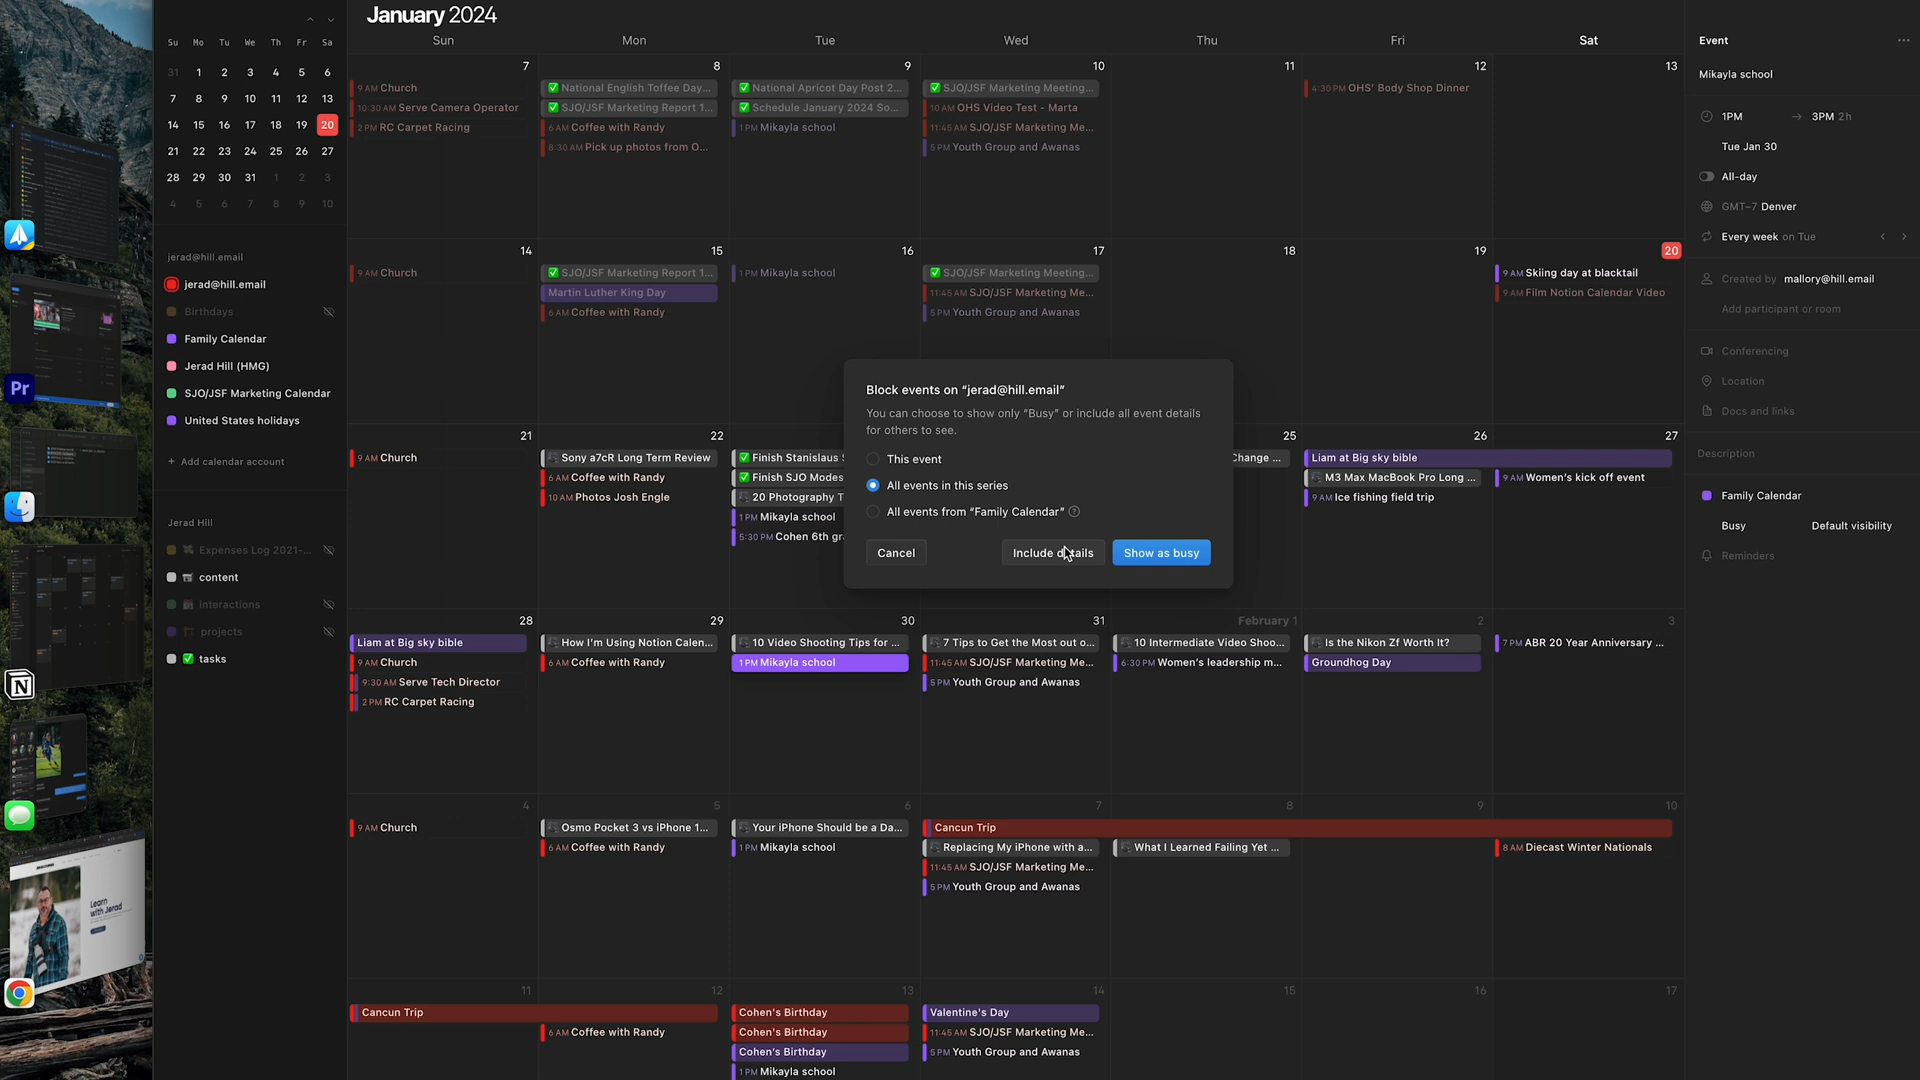 January 2024
Su Mo Tu We Th Fr Sa
31 1 2 3 4 5 6
7 8 9 10 11 12 13
14 15 16 17 18 19 20
21 22 23 24 25 26 27
28 29 30 31 1 2 3
4 5 6 7 8 9 10
jerad@hill.email
jerad@hill.email
Birthdays
Family Calendar
Jerad Hill (HMG)
SJO/JSF Marketing Calendar
United States holidays
+ Add calendar account
Jerad Hill
Expenses Log 2021-...
content
interactions
projects
tasks
Pr
N
Learn
with Jerad
Sun Mon Tue Wed Thu Fri Sat
7 8 9 10 11 12 13
9 AM Church
10:30 AM Serve Camera Operator
2 PM RC Carpet Racing
National English Toffee Day...
SJO/JSF Marketing Report 1...
6 AM Coffee with Randy
8:30 AM Pick up photos from O...
National Apricot Day Post 2...
Schedule January 2024 So...
1 PM Mikayla school
SJO/JSF Marketing Meeting...
10 AM OHS Video Test - Marta
11:45 AM SJO/JSF Marketing Me...
5 PM Youth Group and Awanas
4:30 PM OHS' Body Shop Dinner
14 15 16 17 18 19 20
9 AM Church
SJO/JSF Marketing Report 1...
Martin Luther King Day
6 AM Coffee with Randy
1 PM Mikayla school
SJO/JSF Marketing Meeting...
11:45 AM SJO/JSF Marketing Me...
5 PM Youth Group and Awanas
9 AM Skiing day at blacktail
9 AM Film Notion Calendar Video
21 22 25 26 27
9 AM Church
Sony a7cR Long Term Review
6 AM Coffee with Randy
10 AM Photos Josh Engle
Finish Stanislaus
Finish SJO Modes
20 Photography T
1 PM Mikayla school
5:30 PM Cohen 6th gr
Change ...
Liam at Big sky bible
M3 Max MacBook Pro Long ...
9 AM Ice fishing field trip
9 AM Women's kick off event
Block events on “jerad@hill.email”
You can choose to show only “Busy” or include all event details
for others to see.
This event
All events in this series
All events from “Family Calendar” ?
Cancel Include details Show as busy
28 29 30 31 February 1 2 3
Liam at Big sky bible
9 AM Church
9:30 AM Serve Tech Director
2 PM RC Carpet Racing
How I'm Using Notion Calen...
6 AM Coffee with Randy
10 Video Shooting Tips for ...
1 PM Mikayla school
7 Tips to Get the Most out o...
11:45 AM SJO/JSF Marketing Me...
5 PM Youth Group and Awanas
10 Intermediate Video Shoo...
6:30 PM Women's leadership m...
Is the Nikon Zf Worth It?
Groundhog Day
7 PM ABR 20 Year Anniversary ...
4 5 6 7 8 9 10
9 AM Church
Osmo Pocket 3 vs iPhone 1...
6 AM Coffee with Randy
Your iPhone Should be a Da...
1 PM Mikayla school
Cancun Trip
Replacing My iPhone with a...
11:45 AM SJO/JSF Marketing Me...
5 PM Youth Group and Awanas
What I Learned Failing Yet ...
8 AM Diecast Winter Nationals
11 12 13 14 15 16 17
Cancun Trip
6 AM Coffee with Randy
Cohen's Birthday
Cohen's Birthday
Cohen's Birthday
1 PM Mikayla school
Valentine's Day
11:45 AM SJO/JSF Marketing Me...
5 PM Youth Group and Awanas
Event
Mikayla school
1PM → 3PM 2h
Tue Jan 30
All-day
GMT-7 Denver
Every week on Tue
Created by mallory@hill.email
Add participant or room
Conferencing
Location
Docs and links
Description
Family Calendar
Busy Default visibility
Reminders